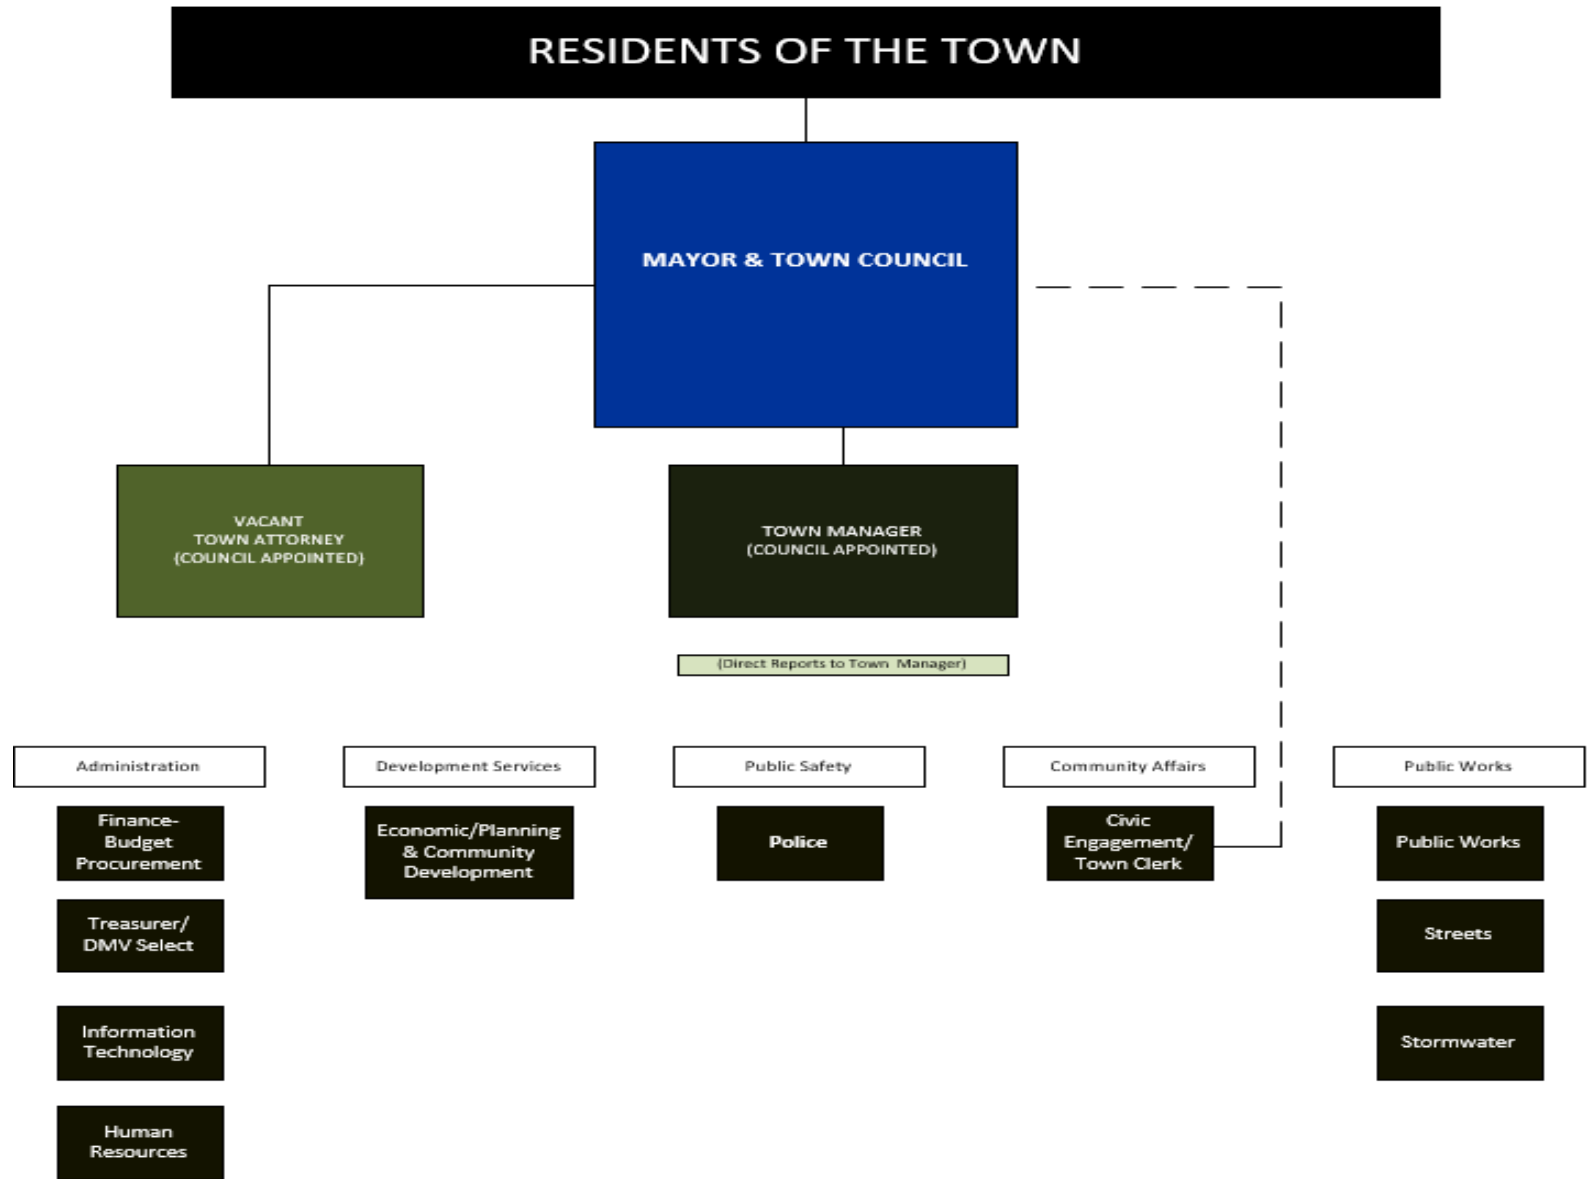 RESIDENTS OF THE TOWN
MAYOR & TOWN COUNCIL
VACANT
TOWN ATTORNEY
(COUNCIL APPOINTED)
TOWN MANAGER
(COUNCIL APPOINTED)
(Direct Reports to Town Manager)
Administration
Finance-
Budget
Procurement
Treasurer/
DMV Select
Information
Technology
Human
Resources
Development Services
Economic/Planning
& Community
Development
Public Safety
Police
Community Affairs
Civic
Engagement/
Town Clerk
Public Works
Public Works
Streets
Stormwater